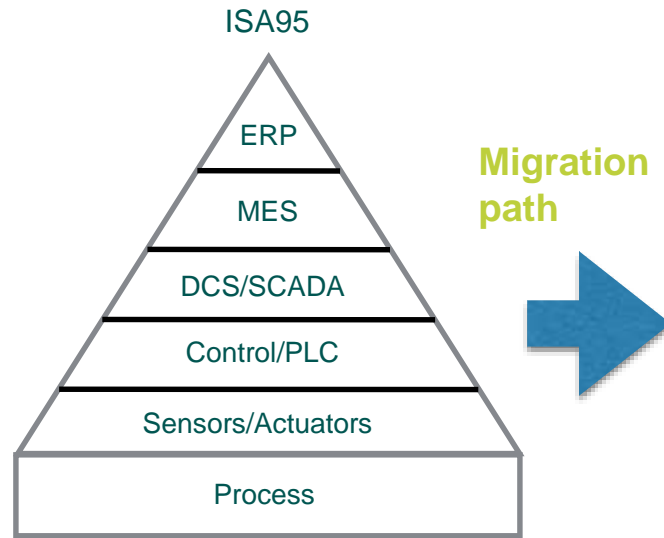 ISA95
ERP
MES
DCS/SCADA
Control/PLC
Sensors/Actuators
Process
Migration
path